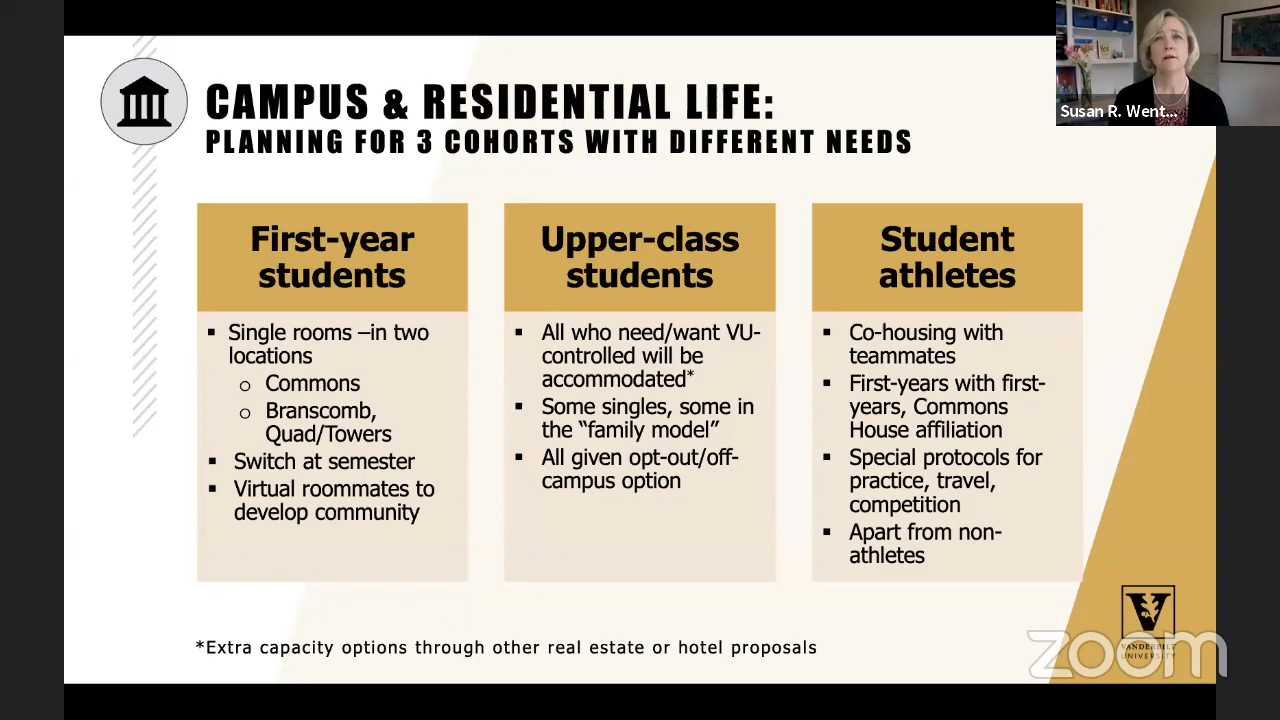 CAMPUS & RESIDENTIAL LIFE:
PLANNING FOR 3 COHORTS WITH DIFFERENT NEEDS
Susan R. Went...
First-year
students
▪ Single rooms –in two
locations
o Commons
o Branscomb,
Quad/Towers
▪ Switch at semester
▪ Virtual roommates to
develop community
Upper-class
students
▪ All who need/want VU-
controlled will be
accommodated*
▪ Some singles, some in
the “family model”
▪ All given opt-out/off-
campus option
Student
athletes
▪ Co-housing with
teammates
▪ First-years with first-
years, Commons
House affiliation
▪ Special protocols for
practice, travel,
competition
▪ Apart from non-
athletes
*Extra capacity options through other real estate or hotel proposals
V
VANDERBILT
UNIVERSITY
zoom